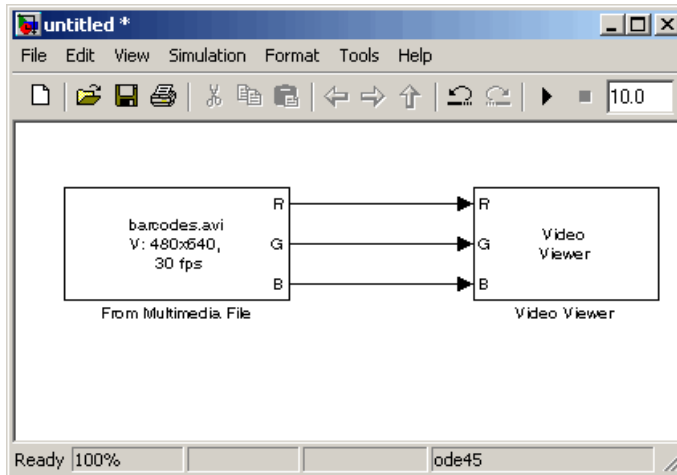 untitled *
File Edit View Simulation Format Tools Help
10.0
R R
barcodes.avi
V: 480x640,
30 fps
G G
Video
Viewer
B B
From Multimedia File Video Viewer
Ready 100% ode45